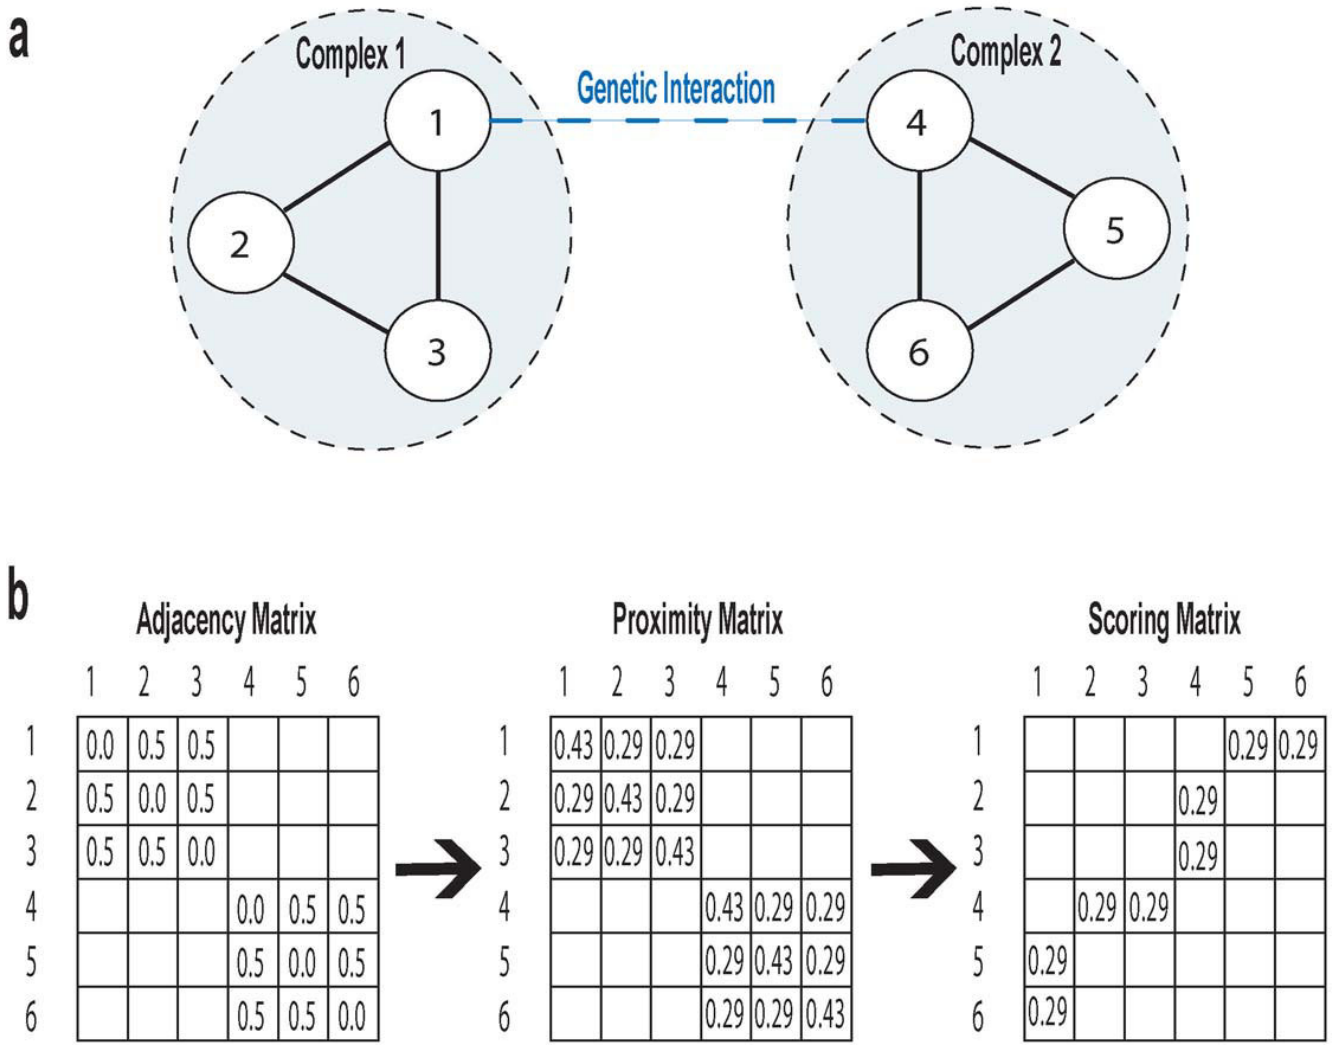 a
Complex 1
Complex 2
Genetic Interaction
1
4
2
5
3
6
b
Adjacency Matrix
Proximity Matrix
Scoring Matrix
1 2 3 4 5 6
1 2 3 4 5 6
1 2 3 4 5 6
1 0.0 0.5 0.5
1 0.43 0.29 0.29
1 0.29 0.29
2 0.5 0.0 0.5
2 0.29 0.43 0.29
2 0.29
3 0.5 0.5 0.0
3 0.29 0.29 0.43
3 0.29
4 0.0 0.5 0.5
4 0.43 0.29 0.29
4 0.29 0.29
5 0.5 0.0 0.5
5 0.29 0.43 0.29
5 0.29
6 0.5 0.5 0.0
6 0.29 0.29 0.43
6 0.29